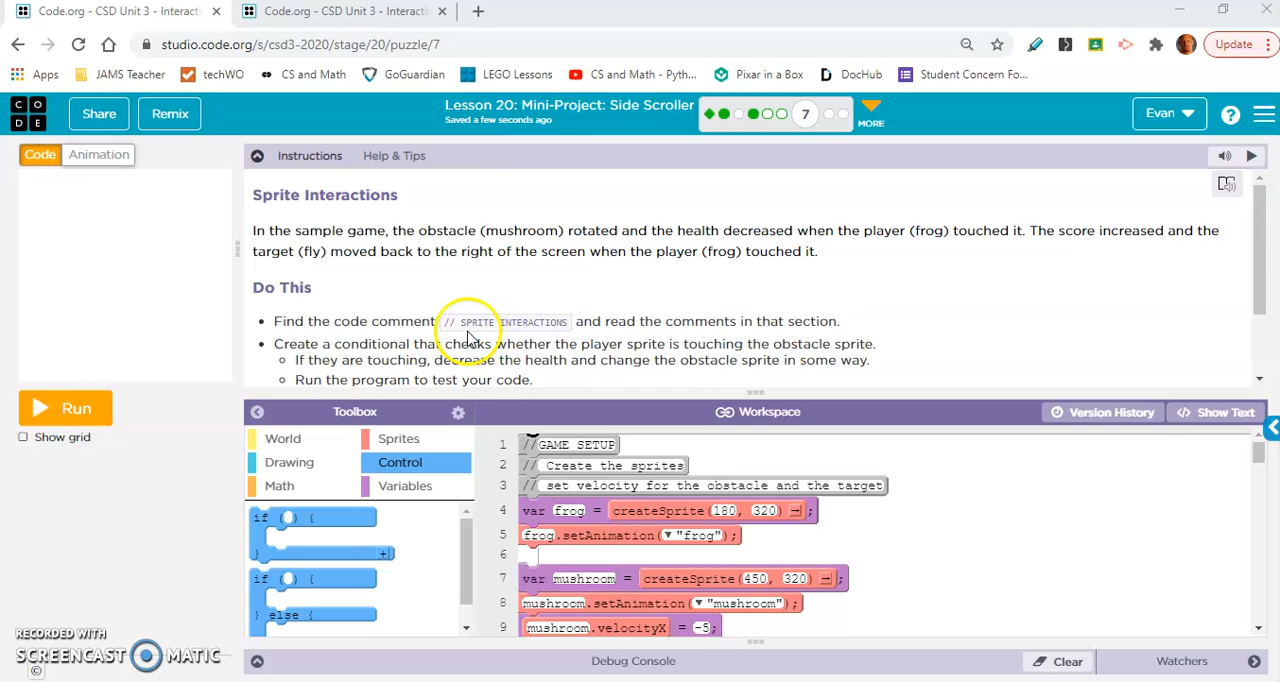 Code.org - CSD Unit 3 - Interacti
Code.org - CSD Unit 3 - Interacti
studio.code.org/s/csd3-2020/stage/20/puzzle/7
Update
Apps
JAMS Teacher
techWO
CS and Math
GoGuardian
LEGO Lessons
CS and Math - Pyth...
Pixar in a Box
DocHub
Student Concern Fo...
C O
D E
Share
Remix
Lesson 20: Mini-Project: Side Scroller
Saved a few seconds ago
7
MORE
Evan
?
Code
Animation
Instructions
Help & Tips
Sprite Interactions
In the sample game, the obstacle (mushroom) rotated and the health decreased when the player (frog) touched it. The score increased and the
target (fly) moved back to the right of the screen when the player (frog) touched it.
Do This
• Find the code comment // SPRITE INTERACTIONS and read the comments in that section.
• Create a conditional that checks whether the player sprite is touching the obstacle sprite.
If they are touching, decrease the health and change the obstacle sprite in some way.
Run the program to test your code.
Run
Show grid
Toolbox
Workspace
Version History
</> Show Text
World
Sprites
Drawing
Control
Math
Variables
if ( ) {
} +
if ( ) {
} else {
1 //GAME SETUP
2 // Create the sprites
3 // set velocity for the obstacle and the target
4 var frog = createSprite(180, 320);
5 frog.setAnimation("frog");
6
7 var mushroom = createSprite(450, 320);
8 mushroom.setAnimation("mushroom");
9 mushroom.velocityX = -5;
RECORDED WITH
SCREENCAST MATIC
©
Debug Console
Clear
Watchers